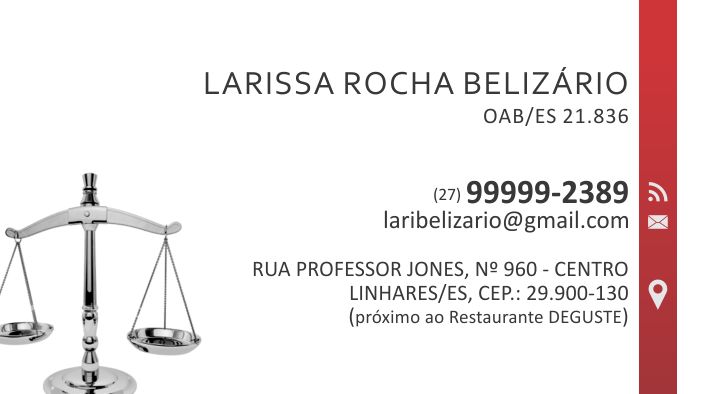 LARISSA ROCHA BELIZÁRIO
OAB/ES 21.836
(27) 99999-2389
laribelizario@gmail.com
RUA PROFESSOR JONES, Nº 960 - CENTRO
LINHARES/ES, CEP.: 29.900-130
(próximo ao Restaurante DEGUSTE)